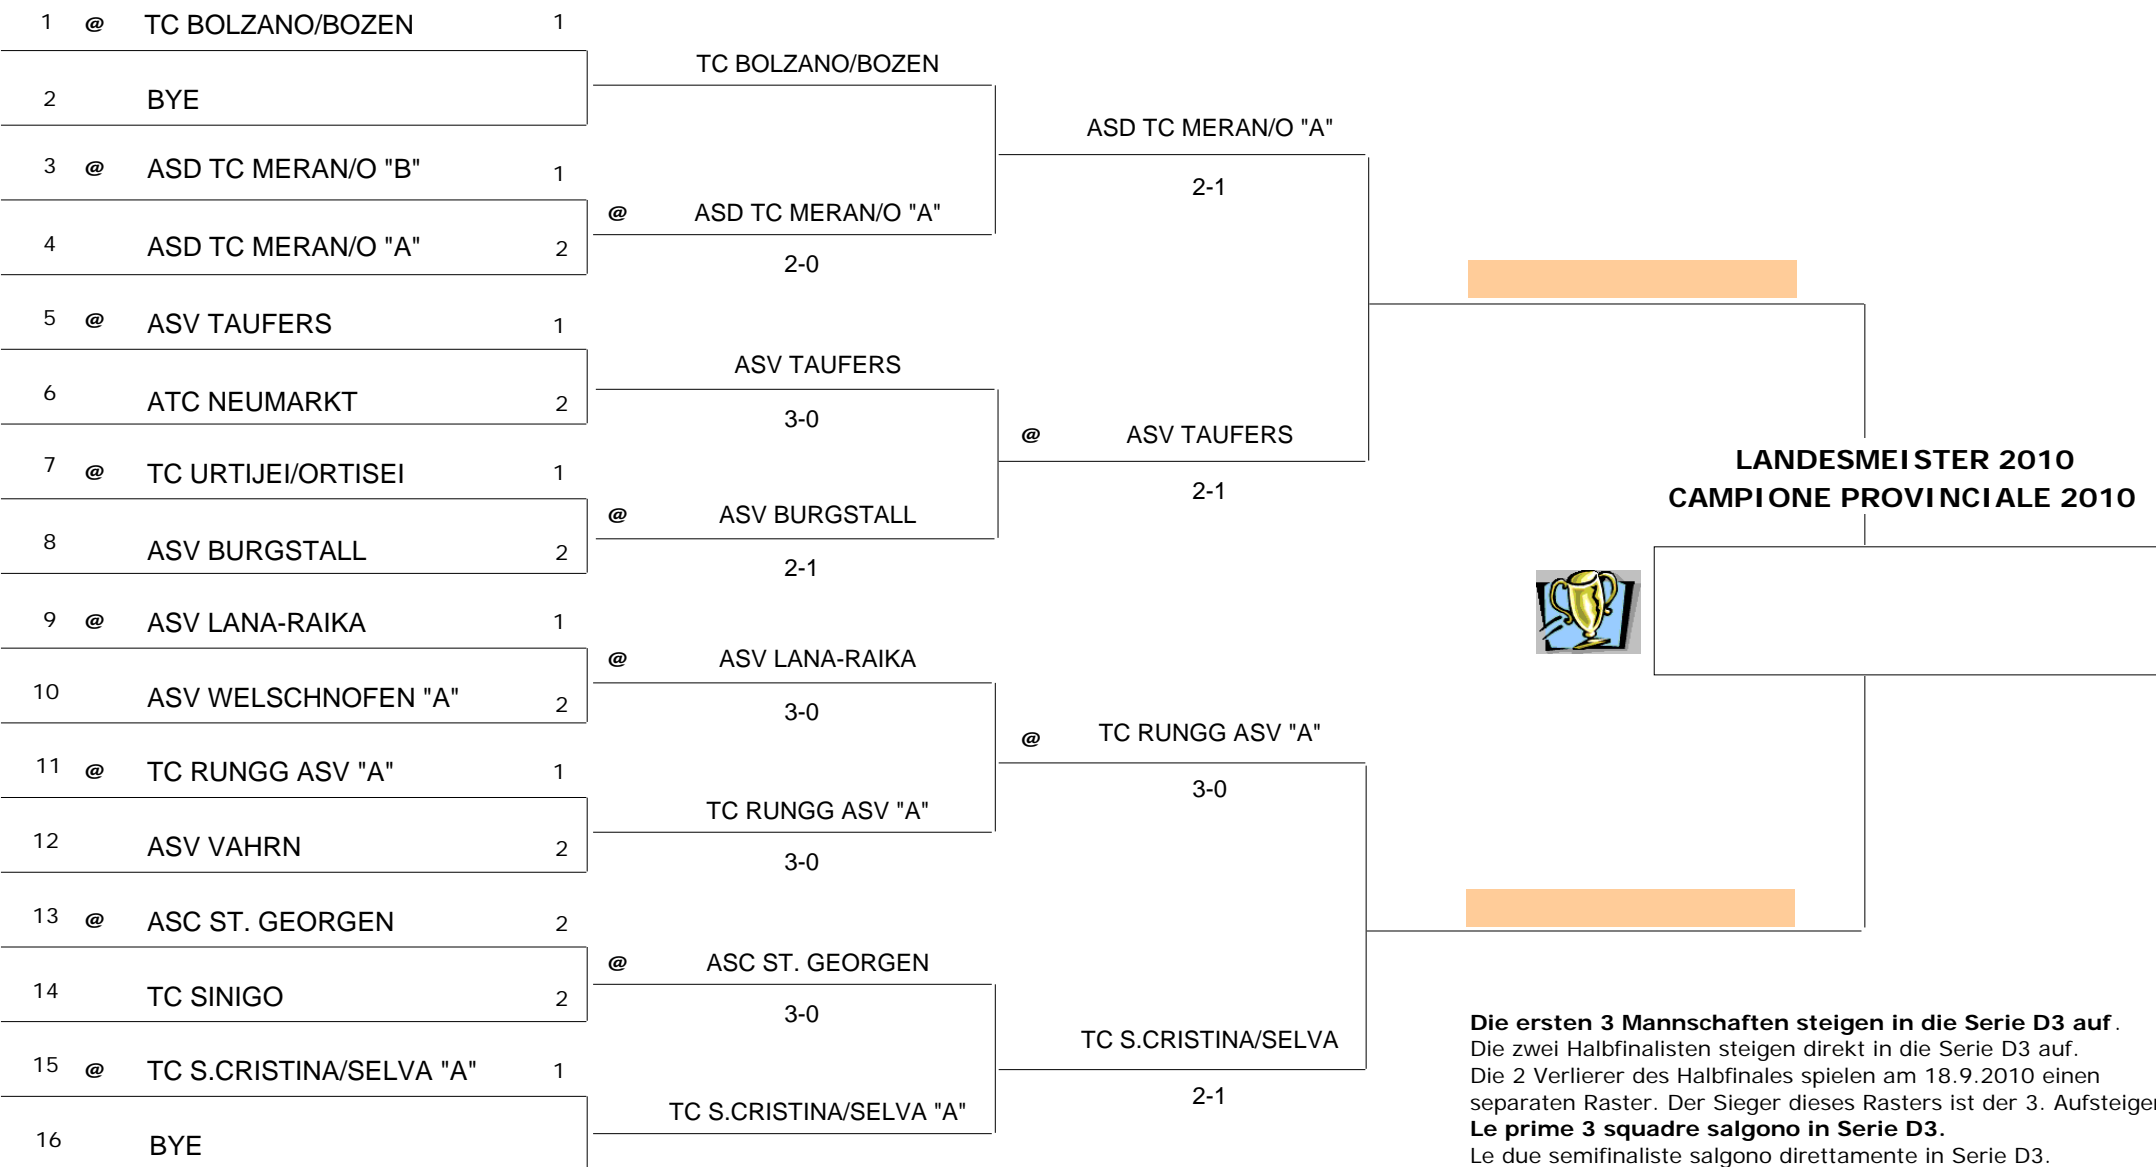 1 @ TC BOLZANO/BOZEN 1
2 BYE
3 @ ASD TC MERAN/O "B" 1
4 ASD TC MERAN/O "A" 2
5 @ ASV TAUFERS 1
6 ATC NEUMARKT 2
7 @ TC URTIJEI/ORTISEI 1
8 ASV BURGSTALL 2
9 @ ASV LANA-RAIKA 1
10 ASV WELSCHNOFEN "A" 2
11 @ TC RUNGG ASV "A" 1
12 ASV VAHRN 2
13 @ ASC ST. GEORGEN 2
14 TC SINIGO 2
15 @ TC S.CRISTINA/SELVA "A" 1
16 BYE
TC BOLZANO/BOZEN
@ ASD TC MERAN/O "A"
2-0
ASV TAUFERS
3-0
@ ASV BURGSTALL
2-1
@ ASV LANA-RAIKA
3-0
TC RUNGG ASV "A"
3-0
@ ASC ST. GEORGEN
3-0
TC S.CRISTINA/SELVA "A"
ASD TC MERAN/O "A"
2-1
@ ASV TAUFERS
2-1
@ TC RUNGG ASV "A"
3-0
TC S.CRISTINA/SELVA
2-1
LANDESMEISTER 2010
CAMPIONE PROVINCIALE 2010
Die ersten 3 Mannschaften steigen in die Serie D3 auf.
Die zwei Halbfinalisten steigen direkt in die Serie D3 auf.
Die 2 Verlierer des Halbfinales spielen am 18.9.2010 einen
separaten Raster. Der Sieger dieses Rasters ist der 3. Aufsteiger
Le prime 3 squadre salgono in Serie D3.
Le due semifinaliste salgono direttamente in Serie D3.